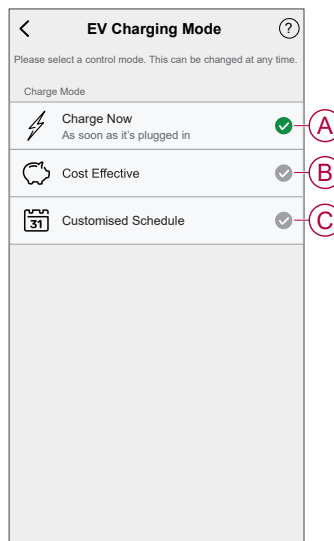 EV Charging Mode ?
Please select a control mode. This can be changed at any time.
Charge Mode
Charge Now
As soon as it's plugged in
A
31
Cost Effective
B
Customised Schedule
C